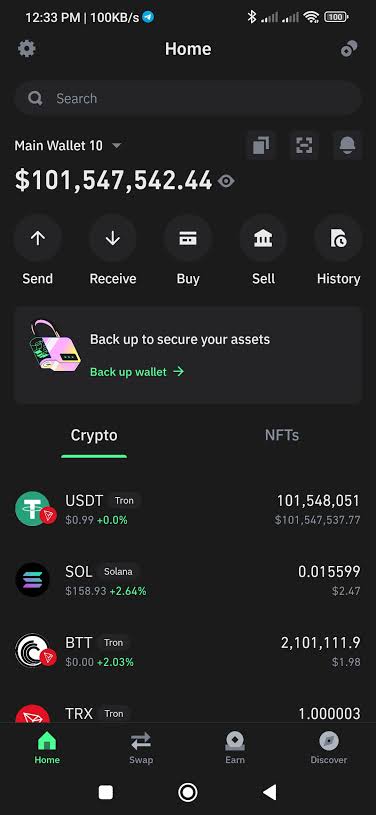 12:33 PM | 100KB/s
100
Home
Search
Main Wallet 10
$101,547,542.44
Send Receive Buy Sell History
Back up to secure your assets
Back up wallet →
Crypto NFTs
USDT Tron 101,548,051
$0.99 +0.0% $101,547,537.77
SOL Solana 0.015599
$158.93 +2.64% $2.47
BTT Tron 2,101,111.9
$0.00 +2.03% $1.98
TRX Tron 1.000003
Home Swap Earn Discover